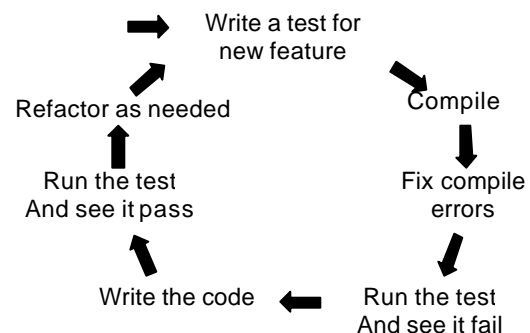 Write a test for
new feature
Compile
Fix compile
errors
Run the test
And see it fail
Write the code
Run the test
And see it pass
Refactor as needed